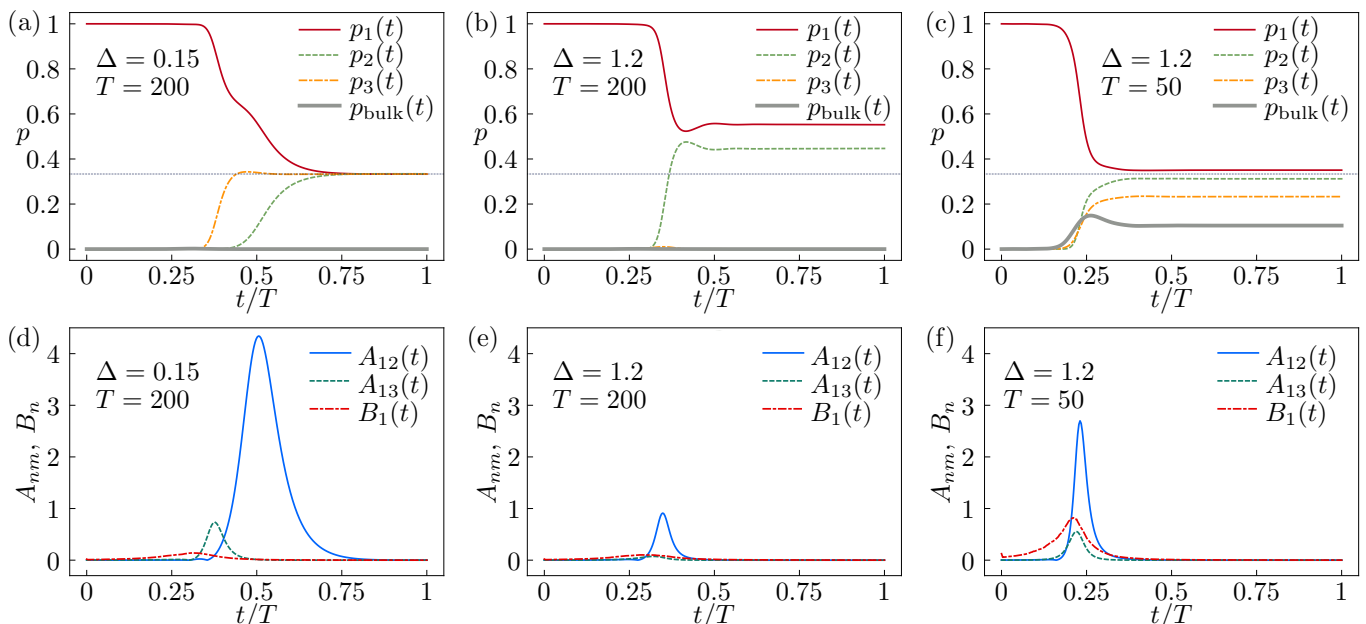 (a)
1
0.8
0.6
p
0.4
0.2
0
Δ = 0.15
T = 200
p₁(t)
p₂(t)
p₃(t)
p_bulk(t)
0 0.25 0.5 0.75 1
t/T
(b)
1
0.8
0.6
p
0.4
0.2
0
Δ = 1.2
T = 200
p₁(t)
p₂(t)
p₃(t)
p_bulk(t)
0 0.25 0.5 0.75 1
t/T
(c)
1
0.8
0.6
p
0.4
0.2
0
Δ = 1.2
T = 50
p₁(t)
p₂(t)
p₃(t)
p_bulk(t)
0 0.25 0.5 0.75 1
t/T
(d)
4
3
2
1
0
Aₙₘ, Bₙ
Δ = 0.15
T = 200
A₁₂(t)
A₁₃(t)
B₁(t)
0 0.25 0.5 0.75 1
t/T
(e)
4
3
2
1
0
Aₙₘ, Bₙ
Δ = 1.2
T = 200
A₁₂(t)
A₁₃(t)
B₁(t)
0 0.25 0.5 0.75 1
t/T
(f)
4
3
2
1
0
Aₙₘ, Bₙ
Δ = 1.2
T = 50
A₁₂(t)
A₁₃(t)
B₁(t)
0 0.25 0.5 0.75 1
t/T